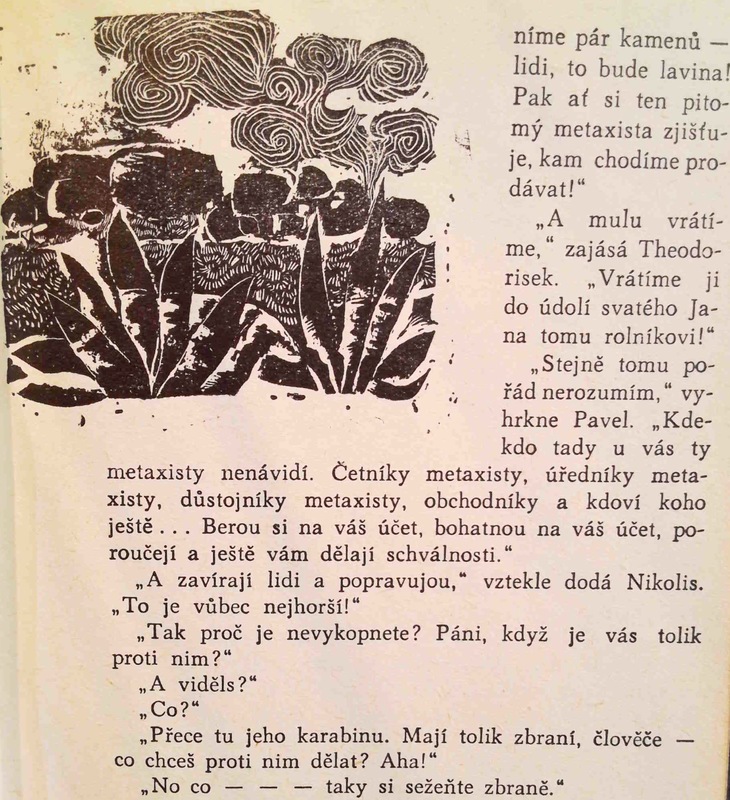 níme pár kamenů —
lidi, to bude lavina!
Pak ať si ten pito-
mý metaxista zjišťu-
je, kam chodíme pro-
dávat!“
„A mulu vrátí-
me,“ zajásá Theodo-
risek. „Vrátíme ji
do údolí svatého Ja-
na tomu rolníkovi!“
„Stejně tomu po-
řád nerozumím,“ vy-
hrkne Pavel. „Kde-
kdo tady u vás ty
metaxisty nenávidí. Četníky metaxisty, úředníky meta-
xisty, důstojníky metaxisty, obchodníky a kdoví koho
ještě... Berou si na váš účet, bohatnou na váš účet, po-
roučejí a ještě vám dělají schválnosti.“
„A zavírají lidi a popravujou,“ vztekle dodá Nikolis.
„To je vůbec nejhorší!“
„Tak proč je nevykopnete? Páni, když je vás tolik
proti nim?“
„A viděls?“
„Co?“
„Přece tu jeho karabinu. Mají tolik zbraní, člověče —
co chceš proti nim dělat? Aha!“
„No co — — — taky si sežeňte zbraně.“